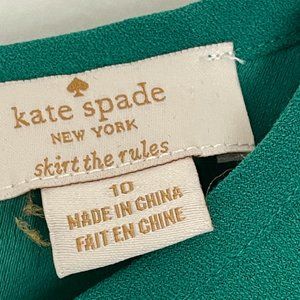 kate spade
NEW YORK
skirt the rules
10
MADE IN CHINA
FAIT EN CHINE